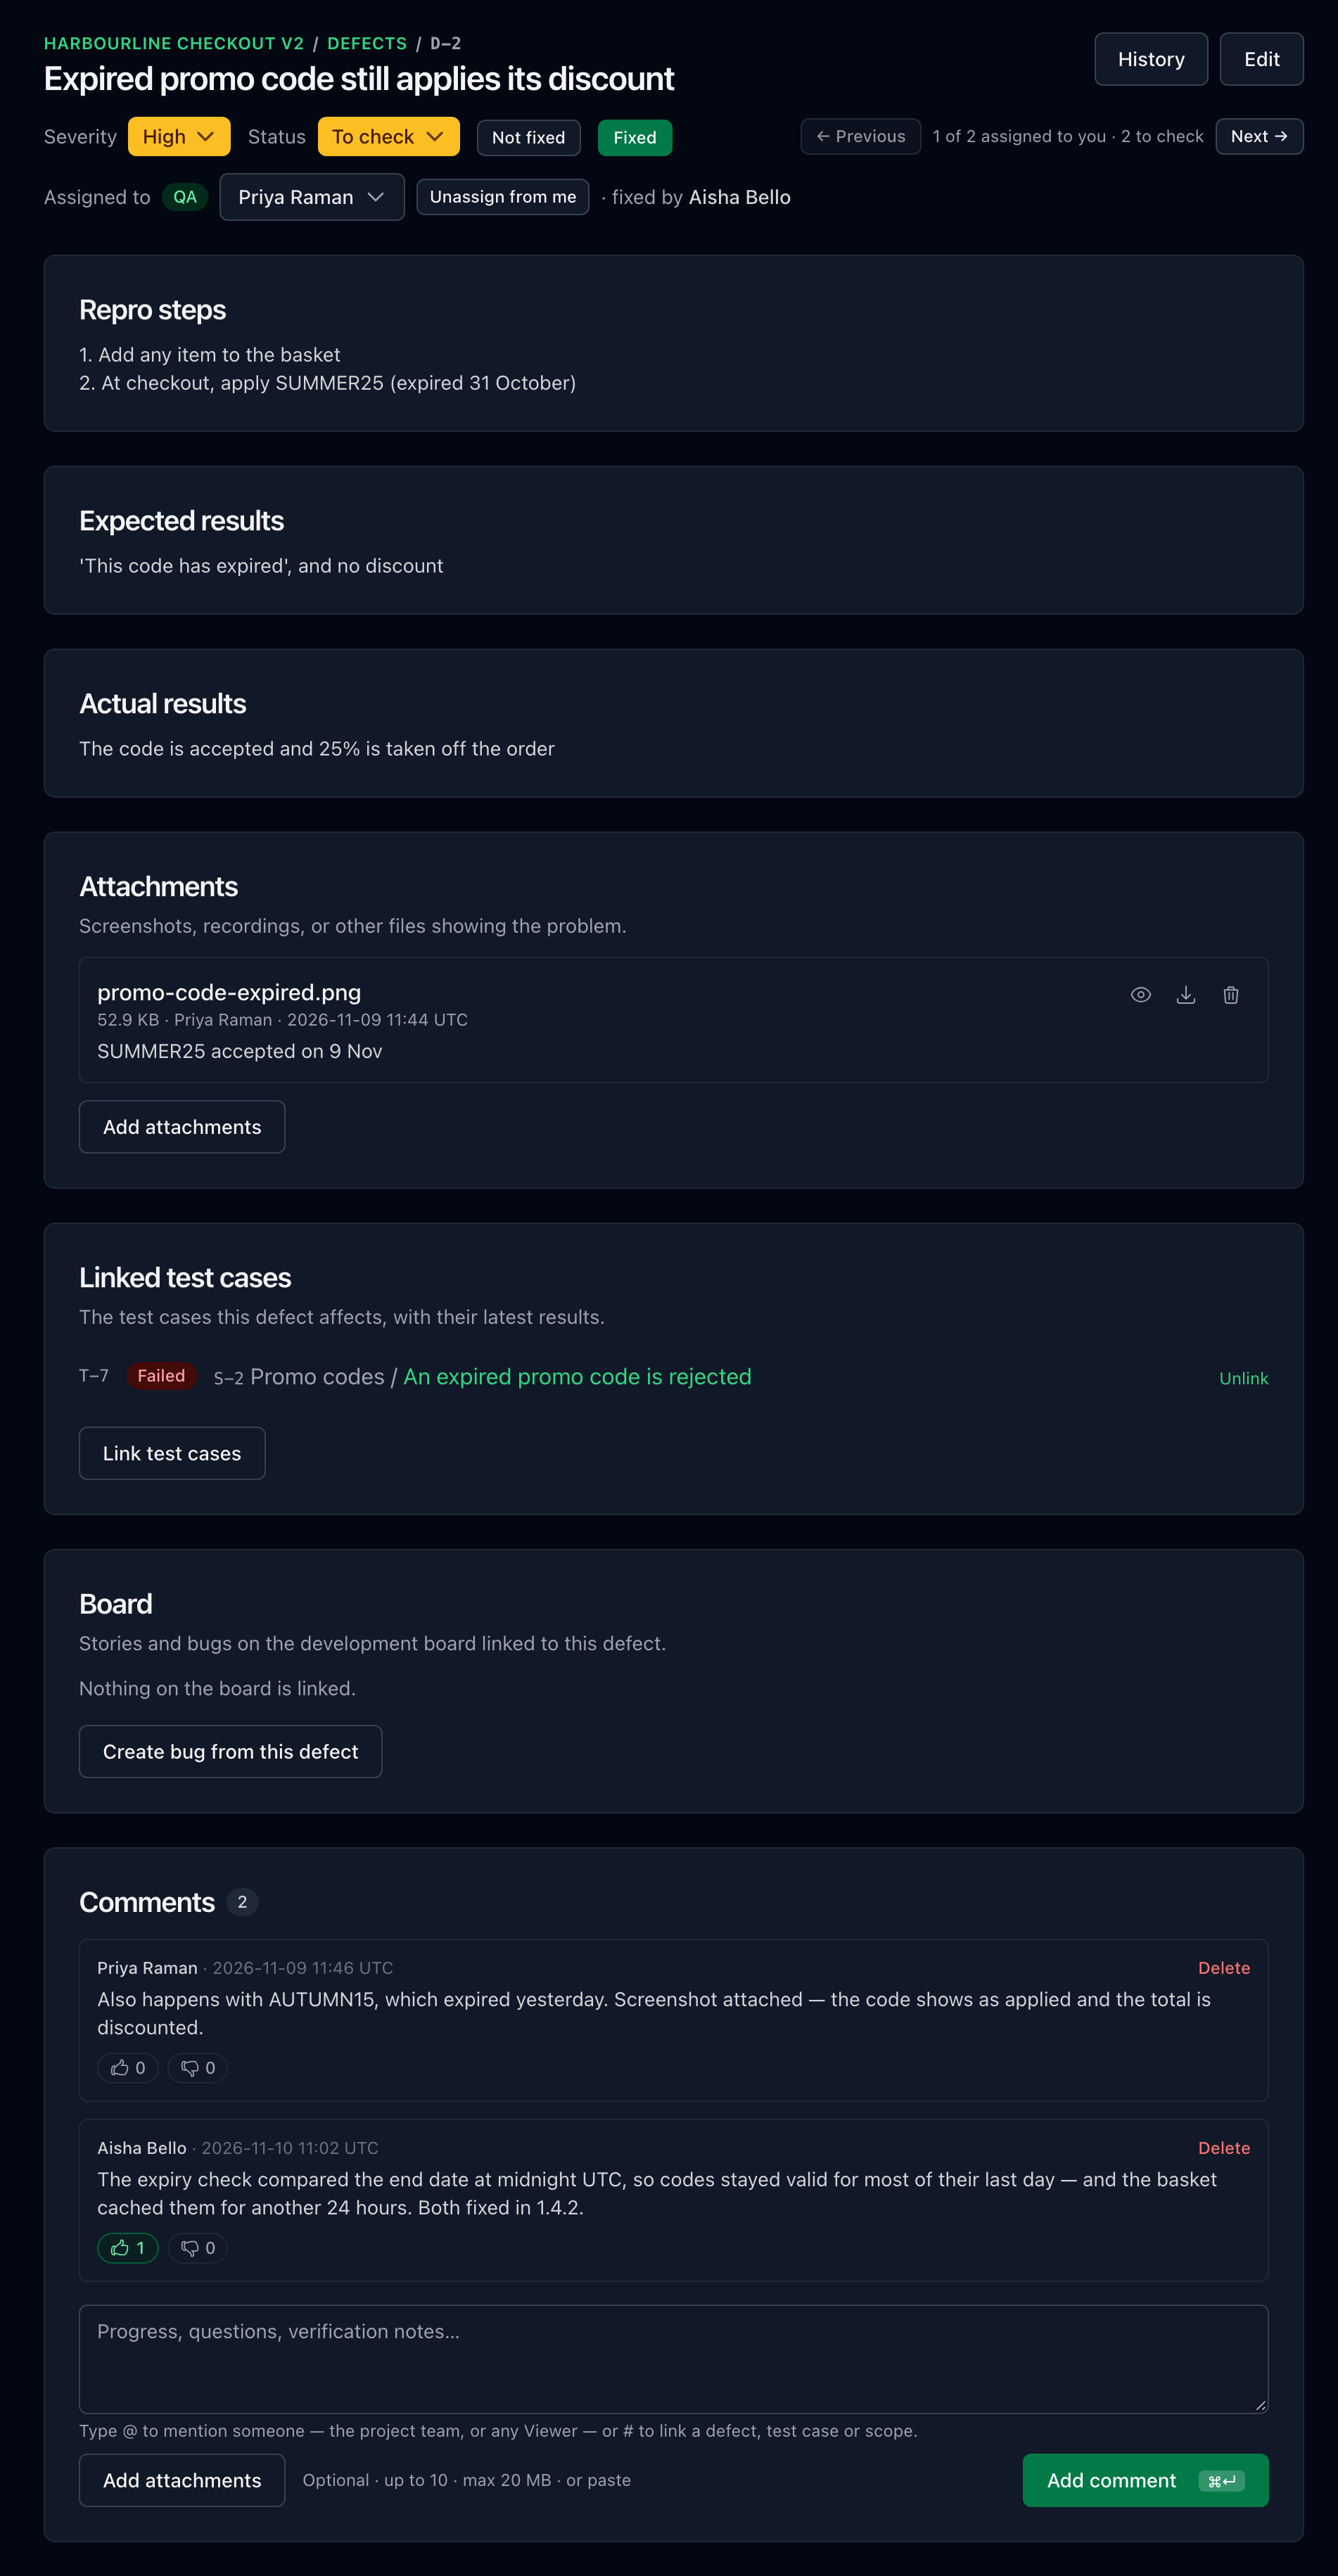 HARBOURLINE CHECKOUT V2 / DEFECTS / D-2
Expired promo code still applies its discount
History
Edit
Severity High Status To check Not fixed Fixed
← Previous 1 of 2 assigned to you · 2 to check Next →
Assigned to QA Priya Raman Unassign from me · fixed by Aisha Bello
Repro steps
1. Add any item to the basket
2. At checkout, apply SUMMER25 (expired 31 October)
Expected results
'This code has expired', and no discount
Actual results
The code is accepted and 25% is taken off the order
Attachments
Screenshots, recordings, or other files showing the problem.
promo-code-expired.png
52.9 KB · Priya Raman · 2026-11-09 11:44 UTC
SUMMER25 accepted on 9 Nov
Add attachments
Linked test cases
The test cases this defect affects, with their latest results.
T-7 Failed S-2 Promo codes / An expired promo code is rejected Unlink
Link test cases
Board
Stories and bugs on the development board linked to this defect.
Nothing on the board is linked.
Create bug from this defect
Comments 2
Priya Raman · 2026-11-09 11:46 UTC Delete
Also happens with AUTUMN15, which expired yesterday. Screenshot attached — the code shows as applied and the total is
discounted.
0 0
Aisha Bello · 2026-11-10 11:02 UTC Delete
The expiry check compared the end date at midnight UTC, so codes stayed valid for most of their last day — and the basket
cached them for another 24 hours. Both fixed in 1.4.2.
1 0
Progress, questions, verification notes...
Type @ to mention someone — the project team, or any Viewer — or # to link a defect, test case or scope.
Add attachments Optional · up to 10 · max 20 MB · or paste Add comment ⌘↵